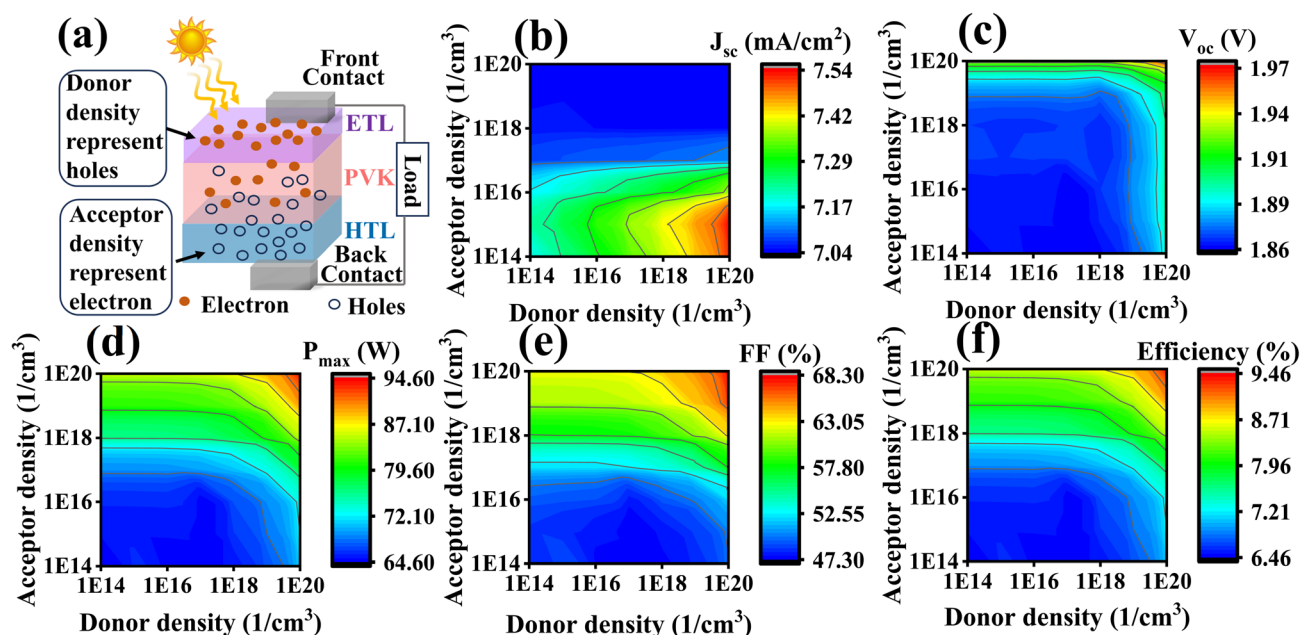 (a)
Front
Contact
Donor
density
represent
holes
ETL
PVK
HTL
Load
Acceptor
density
represent
electron
Back
Contact
Electron
Holes
(b)
J_sc (mA/cm²)
Acceptor density (1/cm3)
1E20
1E18
1E16
1E14
1E14 1E16 1E18 1E20
Donor density (1/cm³)
7.54
7.42
7.29
7.17
7.04
(c)
V_oc (V)
Acceptor density (1/cm3)
1E20
1E18
1E16
1E14
1E14 1E16 1E18 1E20
Donor density (1/cm³)
1.97
1.94
1.91
1.89
1.86
(d)
P_max (W)
Acceptor density (1/cm³)
1E20
1E18
1E16
1E14
1E14 1E16 1E18 1E20
Donor density (1/cm³)
94.60
87.10
79.60
72.10
64.60
(e)
FF (%)
Acceptor density (1/cm³)
1E20
1E18
1E16
1E14
1E14 1E16 1E18 1E20
Donor density (1/cm³)
68.30
63.05
57.80
52.55
47.30
(f)
Efficiency (%)
Acceptor density (1/cm³)
1E20
1E18
1E16
1E14
1E14 1E16 1E18 1E20
Donor density (1/cm³)
9.46
8.71
7.96
7.21
6.46